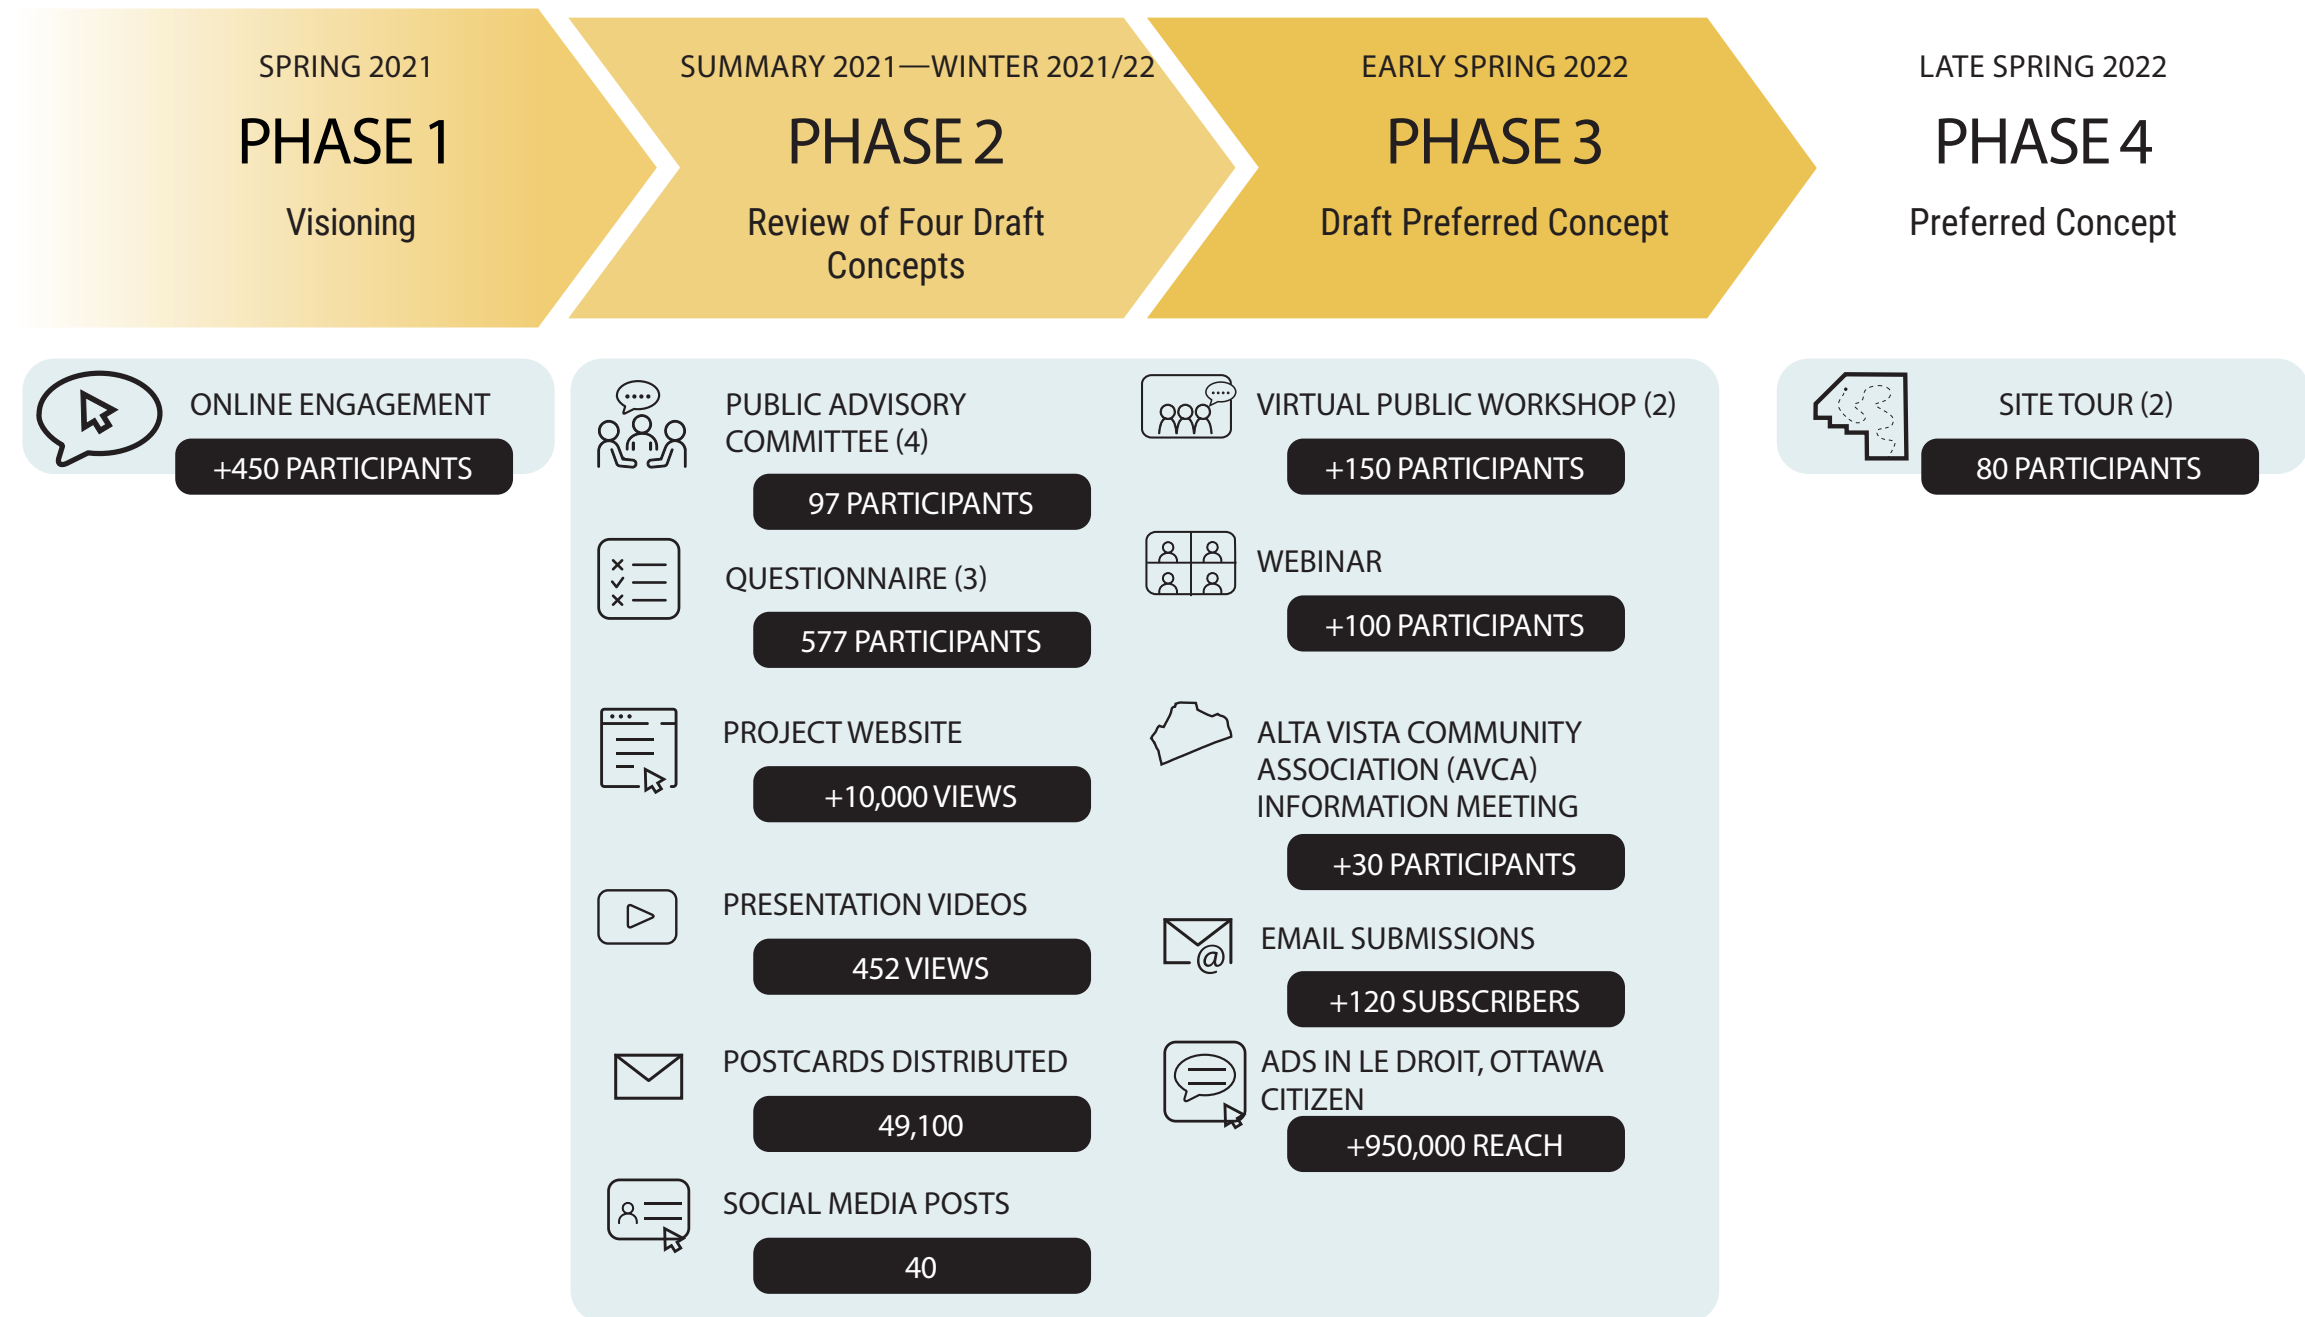 SPRING 2021
PHASE 1
Visioning
SUMMARY 2021—WINTER 2021/22
PHASE 2
Review of Four Draft
Concepts
EARLY SPRING 2022
PHASE 3
Draft Preferred Concept
LATE SPRING 2022
PHASE 4
Preferred Concept
ONLINE ENGAGEMENT
+450 PARTICIPANTS
PUBLIC ADVISORY
COMMITTEE (4)
97 PARTICIPANTS
QUESTIONNAIRE (3)
577 PARTICIPANTS
PROJECT WEBSITE
+10,000 VIEWS
PRESENTATION VIDEOS
452 VIEWS
POSTCARDS DISTRIBUTED
49,100
SOCIAL MEDIA POSTS
40
VIRTUAL PUBLIC WORKSHOP (2)
+150 PARTICIPANTS
WEBINAR
+100 PARTICIPANTS
ALTA VISTA COMMUNITY
ASSOCIATION (AVCA)
INFORMATION MEETING
+30 PARTICIPANTS
@
EMAIL SUBMISSIONS
+120 SUBSCRIBERS
ADS IN LE DROIT, OTTAWA
CITIZEN
+950,000 REACH
SITE TOUR (2)
80 PARTICIPANTS